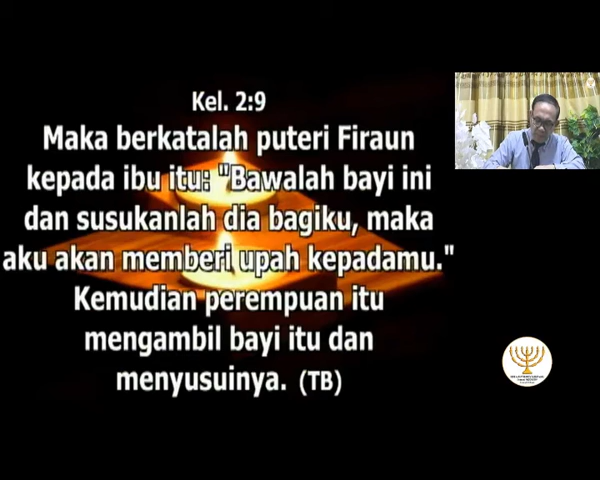 Kel. 2:9
Maka berkatalah puteri Firaun
kepada ibu itu: "Bawalah bayi ini
dan susukanlah dia bagiku, maka
aku akan memberi upah kepadamu."
Kemudian perempuan itu
mengambil bayi itu dan
menyusuinya. (TB)